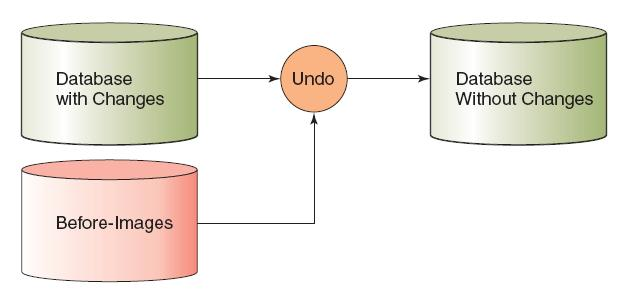 Database
with Changes
Undo
Database
Without Changes
Before-Images